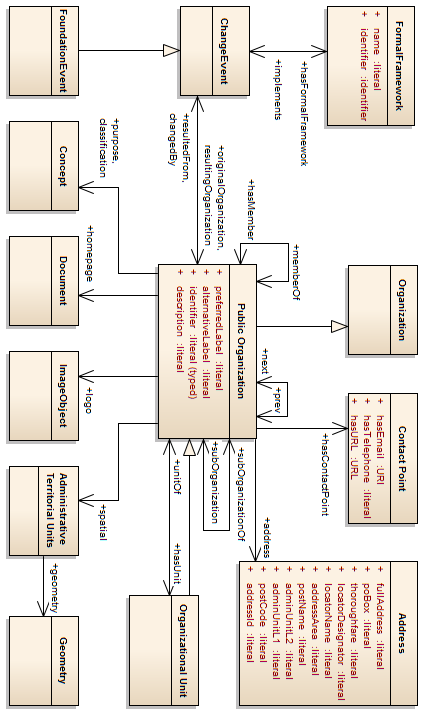 FormalFramework
+ name :literal
+ identifier :identifier
Organization
Contact Point
+ hasEmail :URI
+ hasTelephone :literal
+ hasURL :URL
Address
+ fullAddress :literal
+ poBox :literal
+ thoroughfare :literal
+ locatorDesignator :literal
+ locatorName :literal
+ addressArea :literal
+ postName :literal
+ adminUnitL2 :literal
+ adminUnitL1 :literal
+ postCode :literal
+ addressId :literal
+hasFormalFramework
+implements
+memberOf
+hasMember
+next
+prev
+hasContactPoint
+address
+subOrganizationOf
+subOrganization
ChangeEvent
+originalOrganization,
resultingOrganization
+resultedFrom,
changedBy
Public Organization
+ preferredLabel :literal
+ alternativeLabel :literal
+ identifier :literal (typed)
+ description :literal
+unitOf
+hasUnit
Organizational Unit
+purpose,
classification
+homepage
+logo
+spatial
FoundationEvent
Concept
Document
ImageObject
Administrative
Territorial Units
+geometry
Geometry